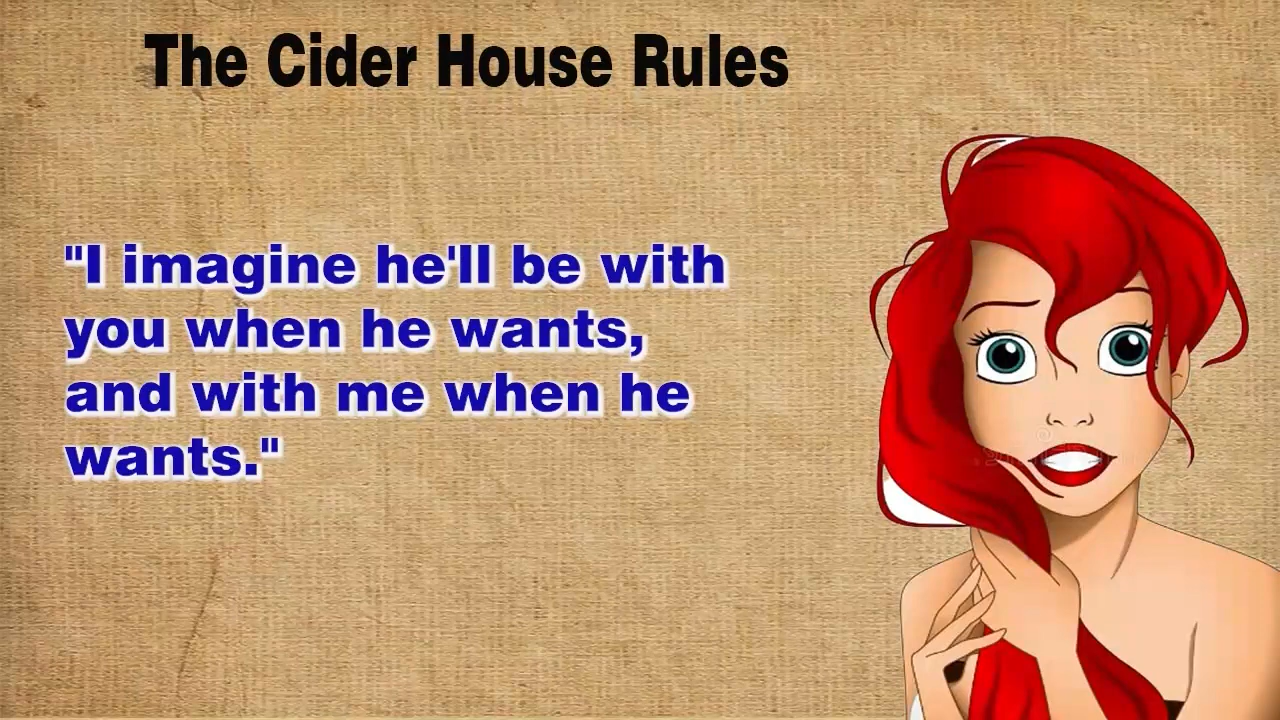 The Cider House Rules
"I imagine he'll be with
you when he wants,
and with me when he
wants."